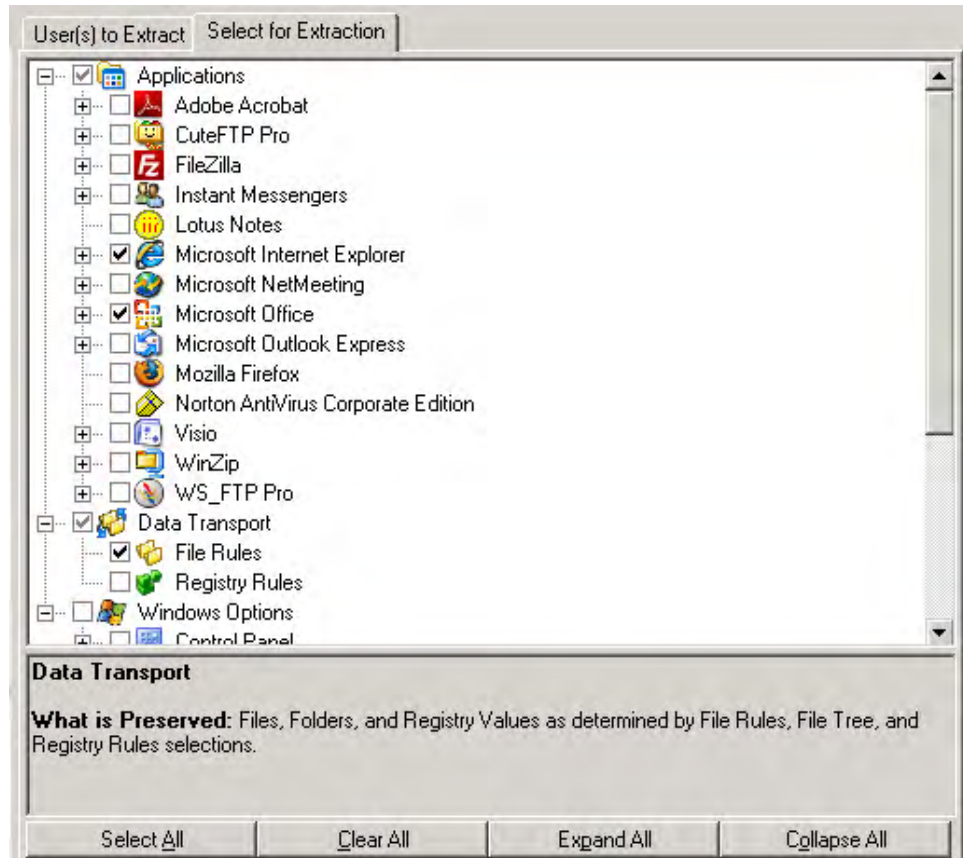 User(s) to Extract Select for Extraction
Applications
Adobe Acrobat
CuteFTP Pro
FileZilla
Instant Messengers
Lotus Notes
Microsoft Internet Explorer
Microsoft NetMeeting
Microsoft Office
Microsoft Outlook Express
Mozilla Firefox
Norton AntiVirus Corporate Edition
Visio
WinZip
WS_FTP Pro
Data Transport
File Rules
Registry Rules
Windows Options
Control Panel
Data Transport
What is Preserved: Files, Folders, and Registry Values as determined by File Rules, File Tree, and
Registry Rules selections.
Select All Clear All Expand All Collapse All